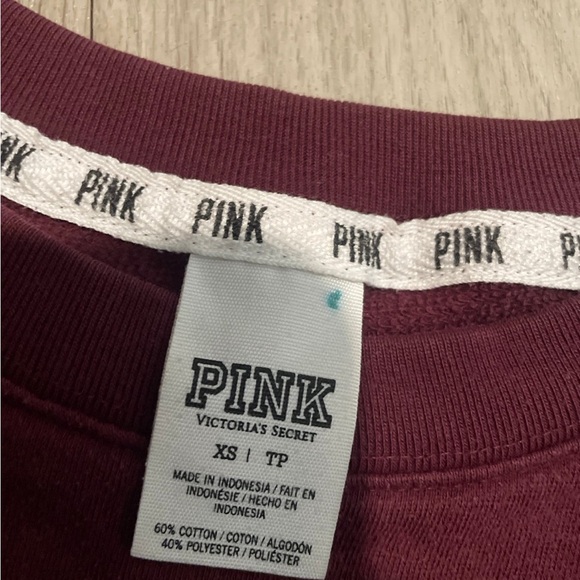 PINK PINK PINK PINK
PINK
VICTORIA'S SECRET
XS | TP
MADE IN INDONESIA / FAIT EN
INDONÉSIE / HECHO EN
INDONESIA
60% COTTON / COTON / ALGODÓN
40% POLYESTER / POLIÉSTER